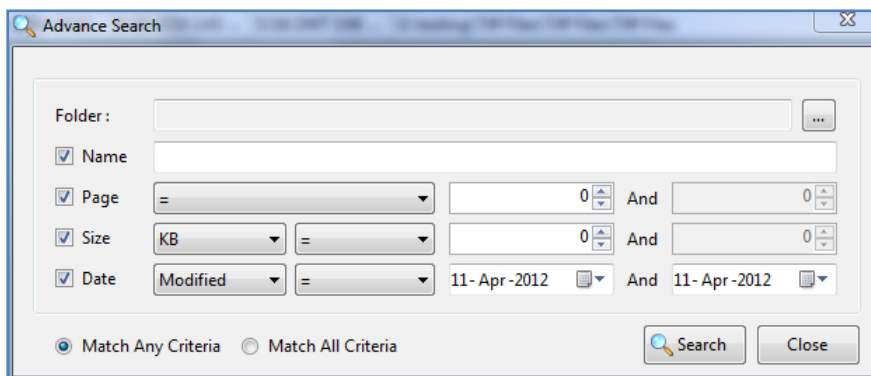 Advance Search
Folder : ...
Name
Page = 0 And 0
Size KB = 0 And 0
Date Modified = 11- Apr -2012 And 11- Apr -2012
Match Any Criteria Match All Criteria Search Close